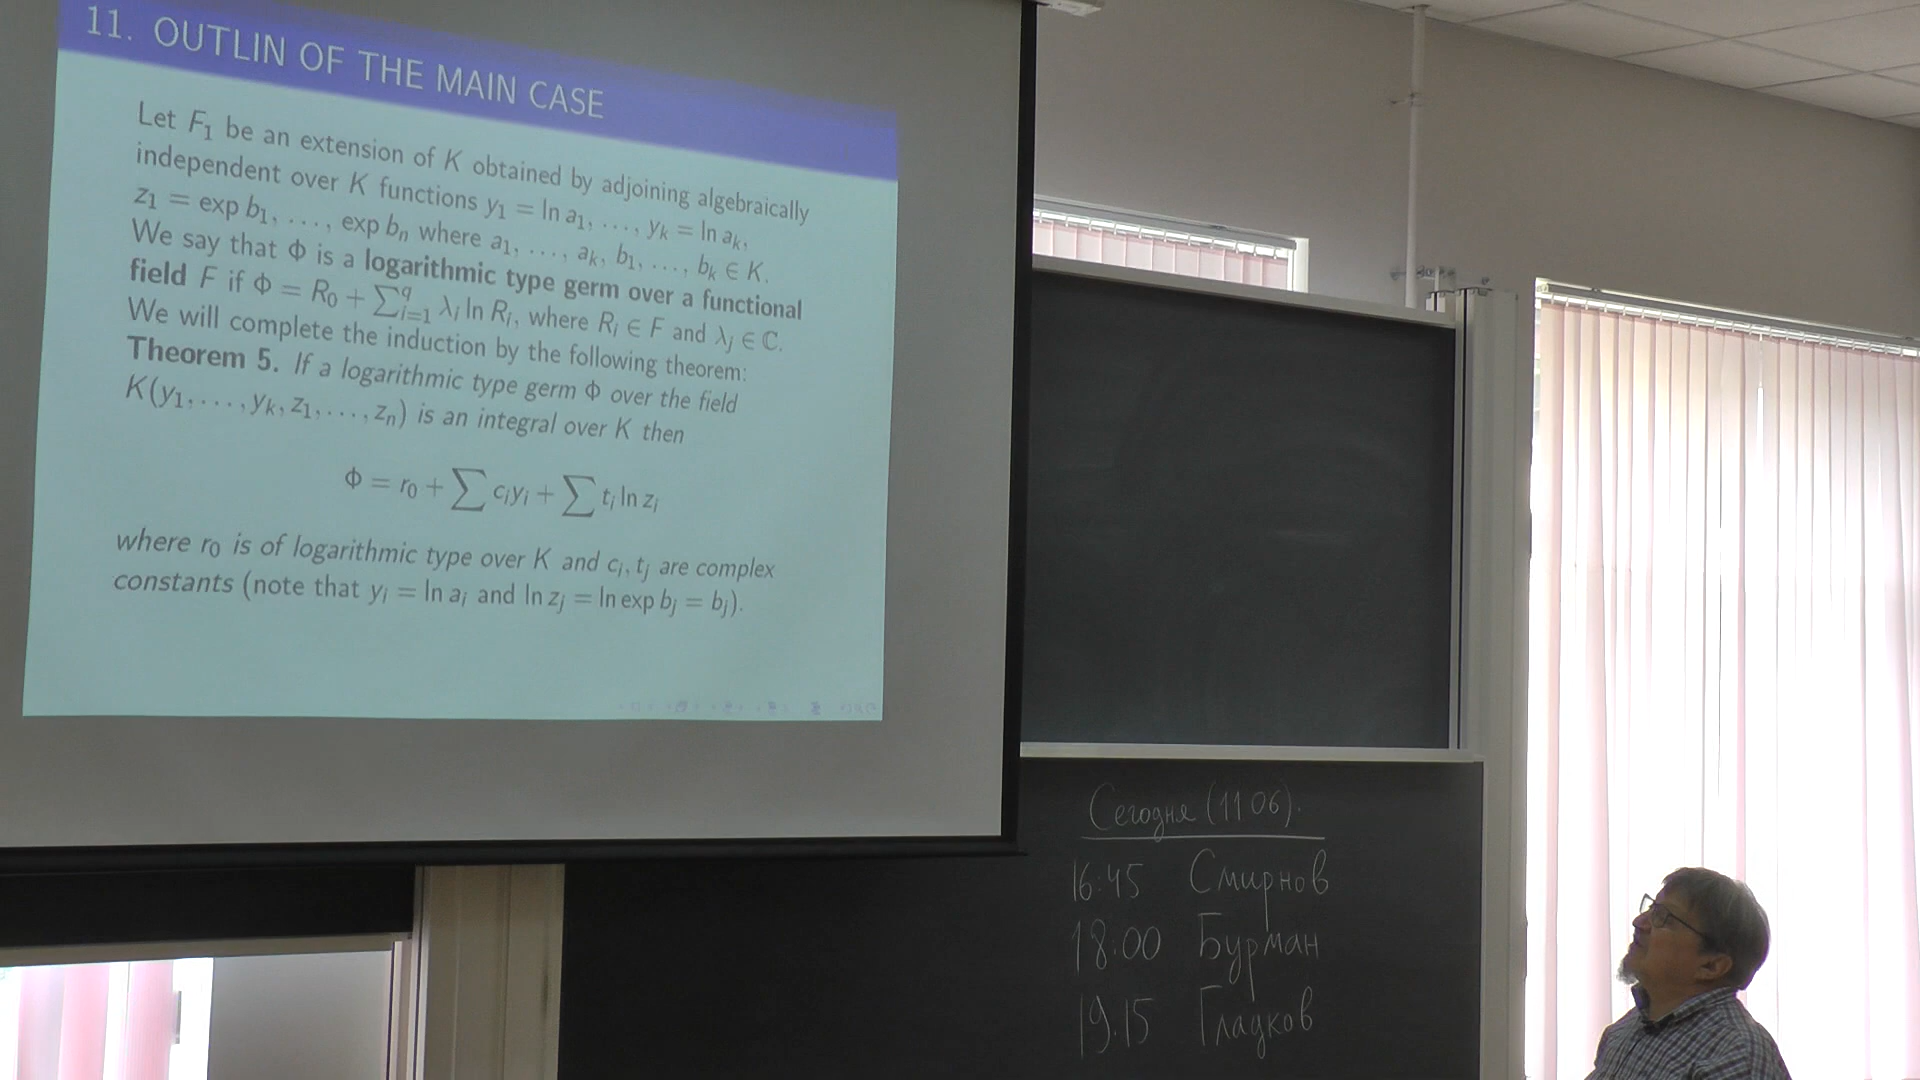 11. OUTLIN OF THE MAIN CASE
Let F₁ be an extension of K obtained by adjoining algebraically
independent over K functions y₁ = ln a₁, . . . , yₖ = ln aₖ,
z₁ = exp b₁, . . . , exp bₙ where a₁, . . . , aₖ, b₁, . . . , bₖ ∈ K.
We say that Φ is a logarithmic type germ over a functional
field F if Φ = R₀ + ∑_{i=1}^{q} λᵢ ln Rᵢ, where Rᵢ ∈ F and λⱼ ∈ ℂ.
We will complete the induction by the following theorem:
Theorem 5. If a logarithmic type germ Φ over the field
K(y₁, . . . , yₖ, z₁, . . . , zₙ) is an integral over K then
Φ = r₀ + ∑ cᵢyᵢ + ∑ tⱼ ln zⱼ
where r₀ is of logarithmic type over K and cᵢ, tⱼ are complex
constants (note that yᵢ = ln aᵢ and ln zⱼ = ln exp bⱼ = bⱼ).
Сегодня (11 06).
16:45 Смирнов
18:00 Бурман
19.15 Гладков